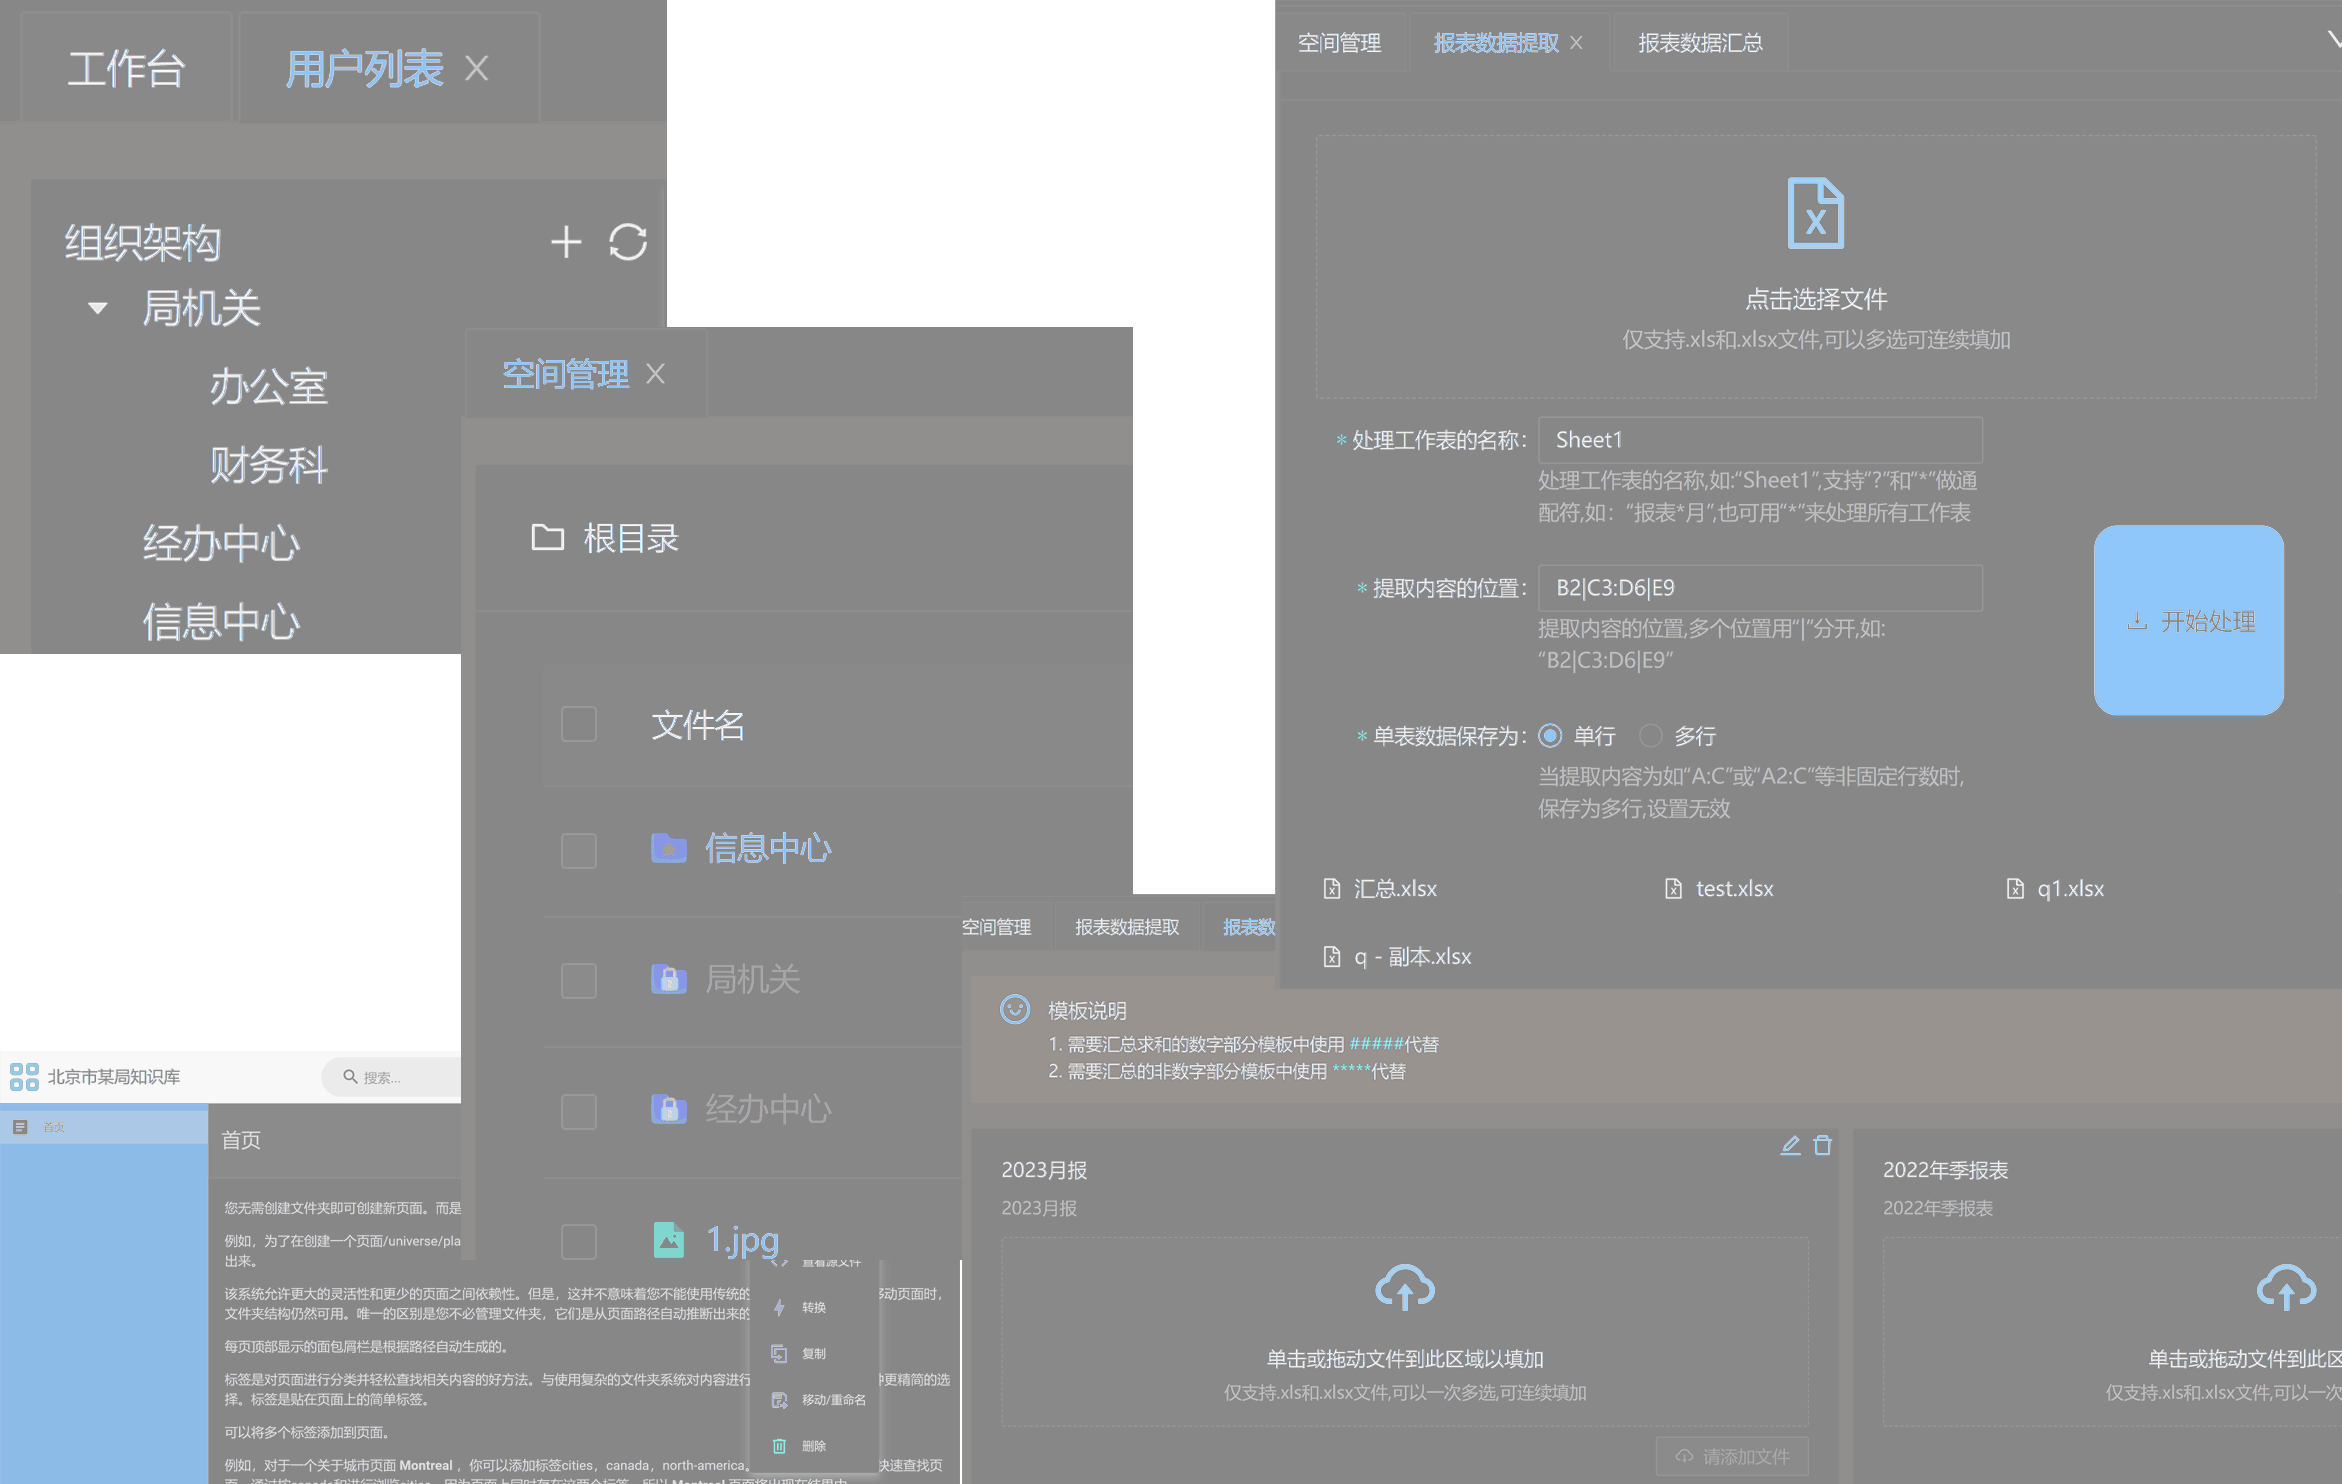 工作台
用户列表
组织架构
局机关
办公室
财务科
经办中心
信息中心
空间管理
根目录
文件名
信息中心
局机关
经办中心
1.jpg
空间管理
报表数据提取
报表数据汇总
点击选择文件
仅支持.xls和.xlsx文件,可以多选可连续填加
* 处理工作表的名称:
Sheet1
处理工作表的名称,如:“Sheet1”,支持“?”和“*”做通
配符,如：“报表*月”,也可用“*”来处理所有工作表
* 提取内容的位置:
B2|C3:D6|E9
提取内容的位置,多个位置用“|”分开,如:
“B2|C3:D6|E9”
* 单表数据保存为:
单行
多行
当提取内容为如“A:C”或“A2:C”等非固定行数时,
保存为多行,设置无效
开始处理
汇总.xlsx
test.xlsx
q1.xlsx
q - 副本.xlsx
空间管理
报表数据提取
报表数
模板说明
1. 需要汇总求和的数字部分模板中使用 #####代替
2. 需要汇总的非数字部分模板中使用 *****代替
2023月报
2023月报
单击或拖动文件到此区域以填加
仅支持.xls和.xlsx文件,可以一次多选,可连续填加
请添加文件
2022年季报表
2022年季报表
单击或拖动文件到此区
仅支持.xls和.xlsx文件,可以一次
北京市某局知识库
搜索...
首页
首页
您无需创建文件夹即可创建新页面。而是
例如，为了在创建一个页面/universe/pla
出来。
该系统允许更大的灵活性和更少的页面之间依赖性。但是，这并不意味着您不能使用传统的
动页面时，
文件夹结构仍然可用。唯一的区别是您不必管理文件夹，它们是从页面路径自动推断出来的
每页顶部显示的面包屑栏是根据路径自动生成的。
标签是对页面进行分类并轻松查找相关内容的好方法。与使用复杂的文件夹系统对内容进行
更精简的选
择。标签是贴在页面上的简单标签。
可以将多个标签添加到页面。
例如，对于一个关于城市页面 Montreal ，你可以添加标签cities，canada，north-america。
快速查找页
查看源文件
转换
复制
移动/重命名
删除